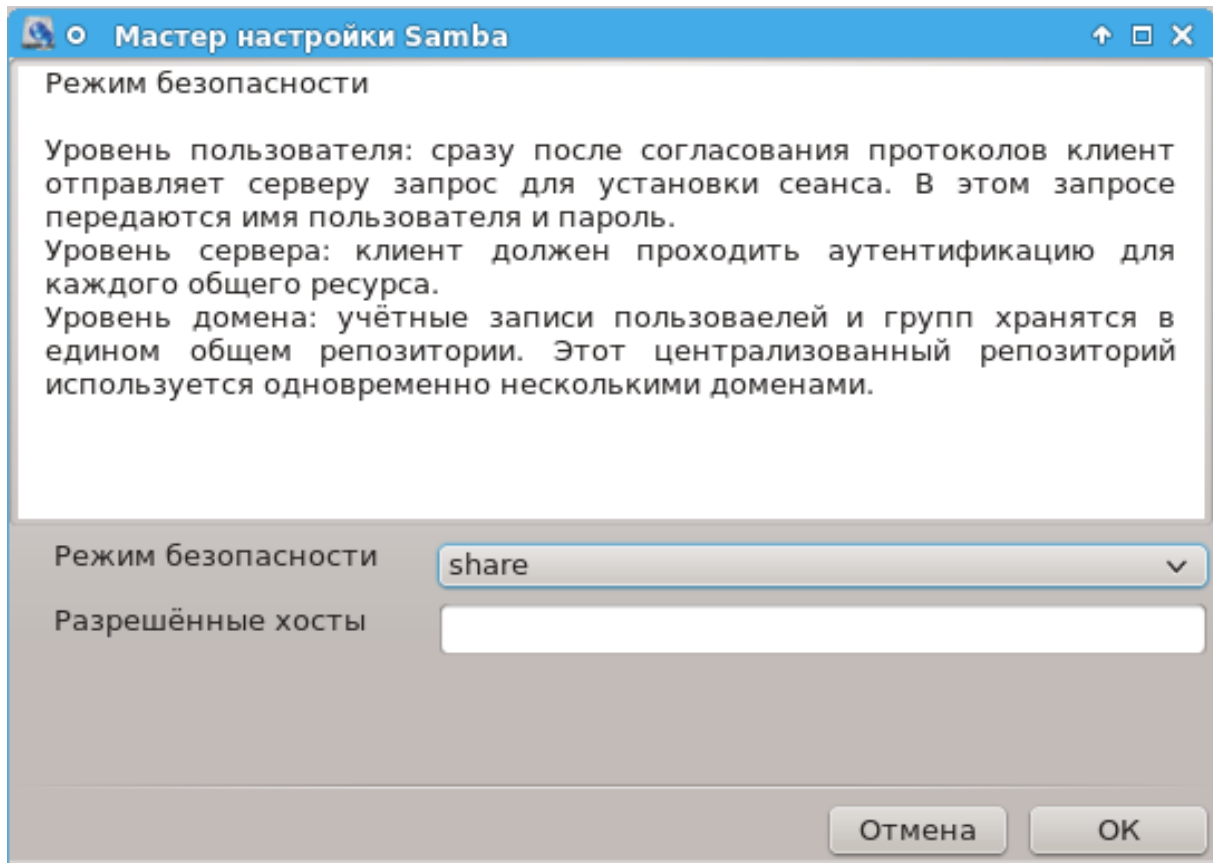 Мастер настройки Samba
Режим безопасности
Уровень пользователя: сразу после согласования протоколов клиент
отправляет серверу запрос для установки сеанса. В этом запросе
передаются имя пользователя и пароль.
Уровень сервера: клиент должен проходить аутентификацию для
каждого общего ресурса.
Уровень домена: учётные записи пользоваелей и групп хранятся в
едином общем репозитории. Этот централизованный репозиторий
используется одновременно несколькими доменами.
Режим безопасности
share
Разрешённые хосты
Отмена
ОК